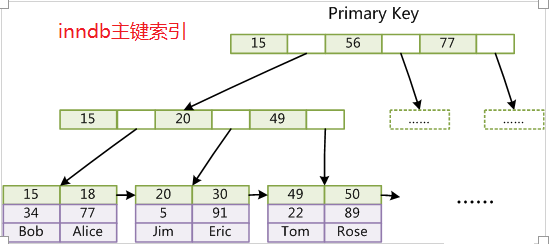 Primary Key
inndb主键索引
15 56 77
15 20 49
...... ......
15 18 20 30 49 50
34 77 5 91 22 89 ......
Bob Alice Jim Eric Tom Rose